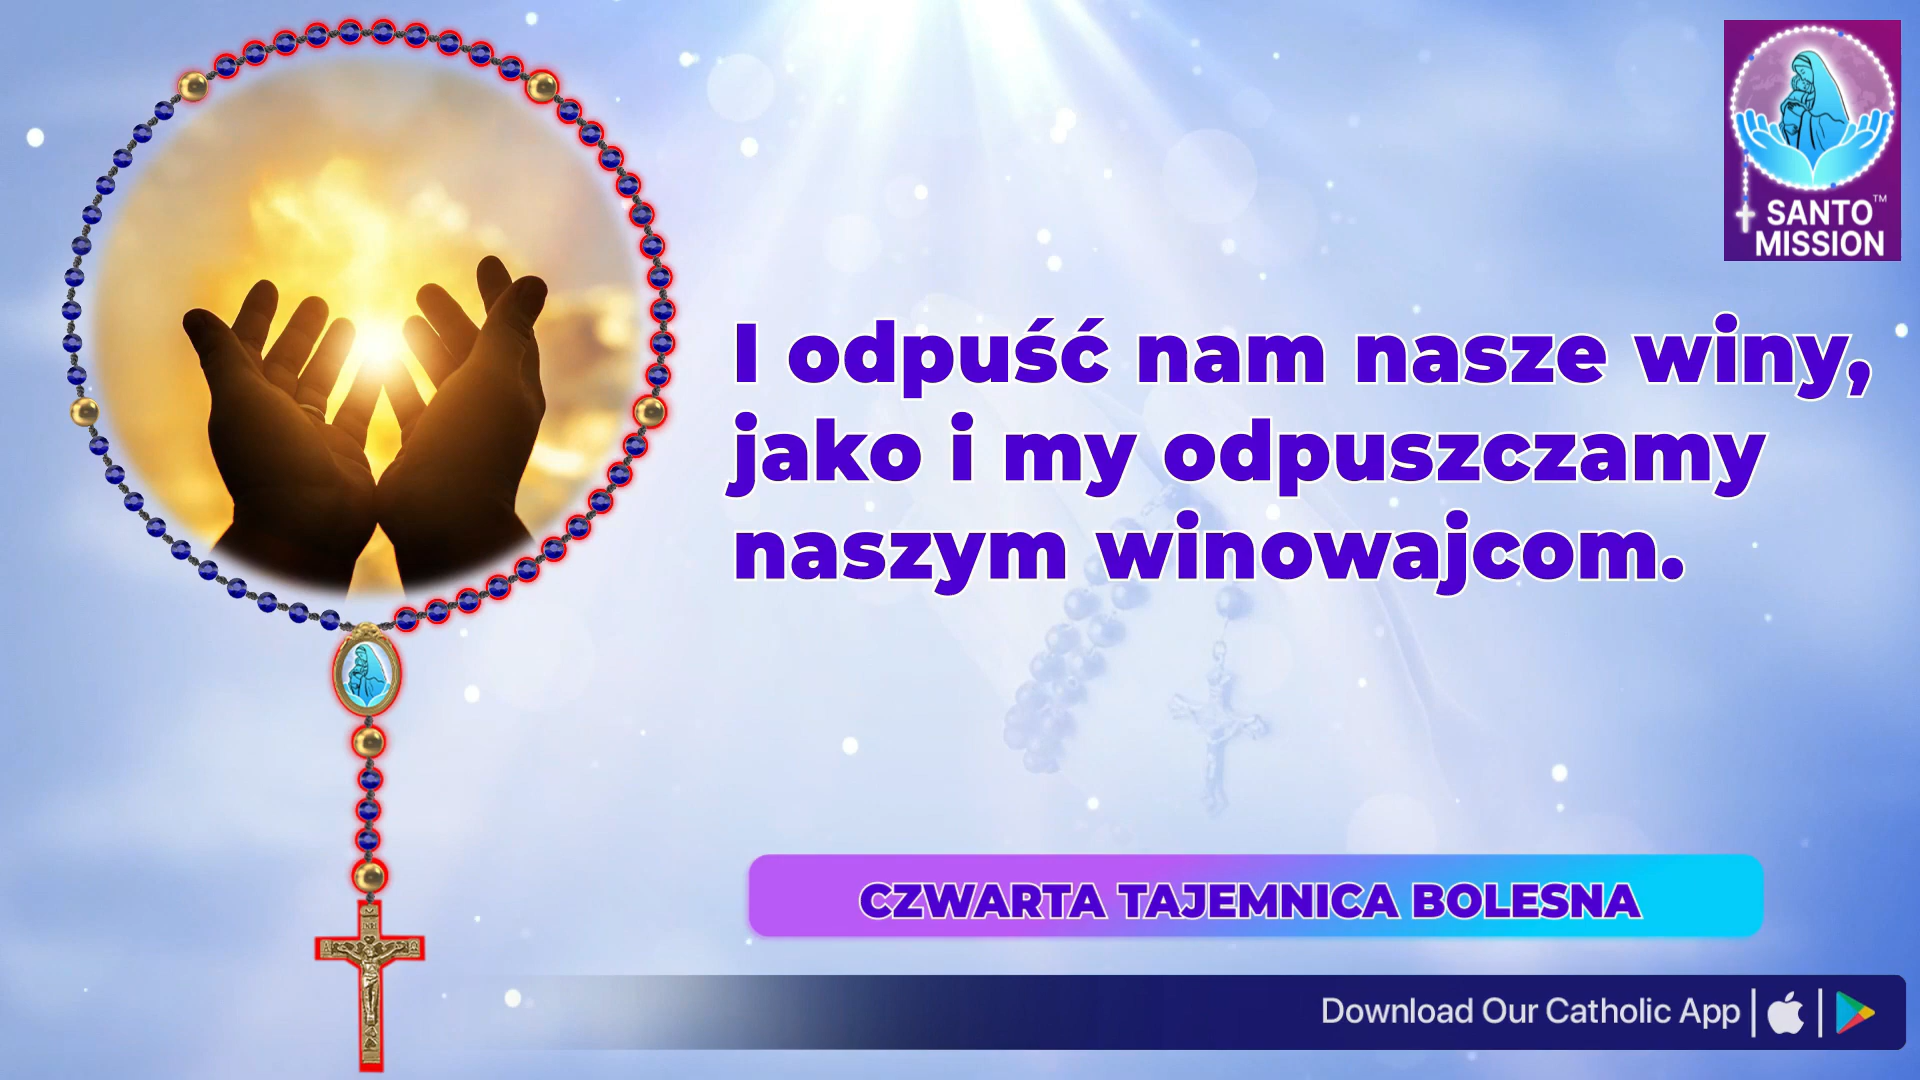 SANTO™
MISSION
I odpuść nam nasze winy,
jako i my odpuszczamy
naszym winowajcom.
CZWARTA TAJEMNICA BOLESNA
Download Our Catholic App